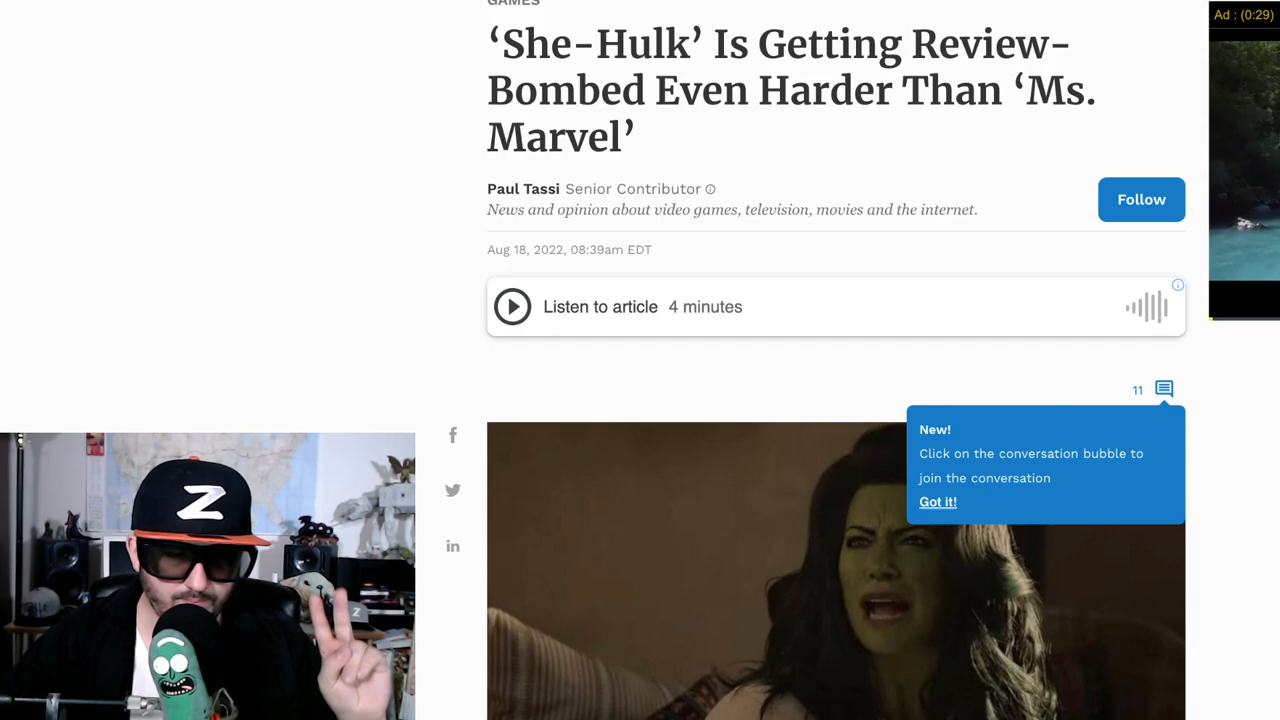 GAMES
‘She-Hulk’ Is Getting Review-
Bombed Even Harder Than ‘Ms.
Marvel’
Paul Tassi Senior Contributor
News and opinion about video games, television, movies and the internet.
Follow
Aug 18, 2022, 08:39am EDT
Listen to article 4 minutes
11
New!
Click on the conversation bubble to
join the conversation
Got it!
Ad : (0:29)
Z
Z